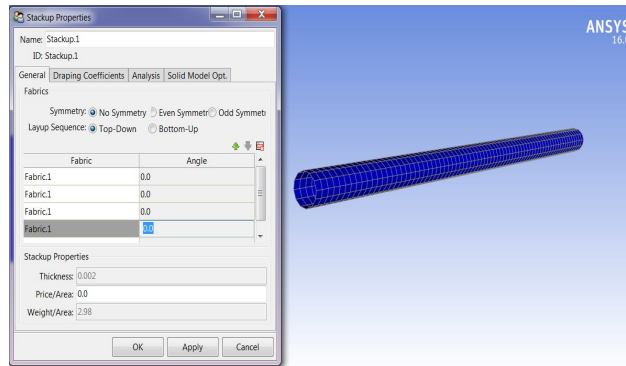 Stackup Properties
Name: Stackup.1
ID: Stackup.1
General Draping Coefficients Analysis Solid Model Opt.
Fabrics
Symmetry: No Symmetry Even Symmetr Odd Symmetr
Layup Sequence: Top-Down Bottom-Up
Fabric Angle
Fabric.1 0.0
Fabric.1 0.0
Fabric.1 0.0
Fabric.1 0.0
Stackup Properties
Thickness: 0.002
Price/Area: 0.0
Weight/Area: 2.98
OK Apply Cancel
ANSYS
16.